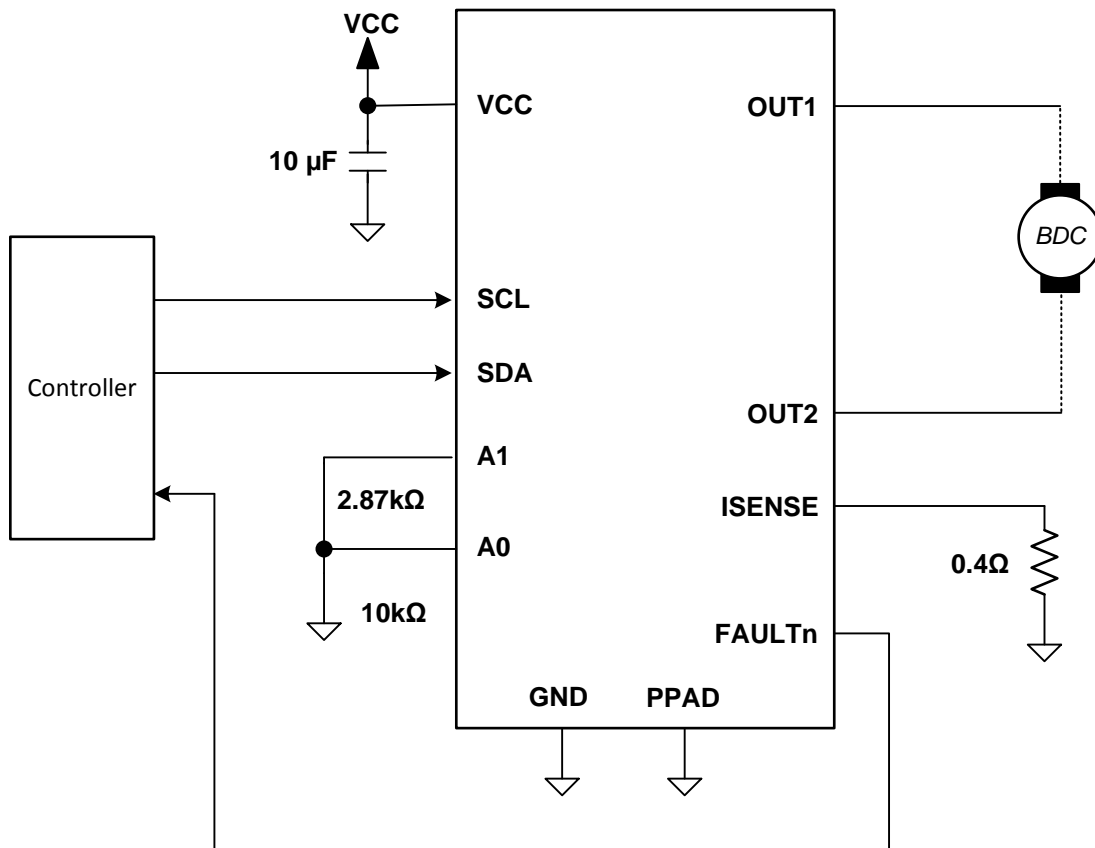 VCC
VCC
OUT1
10 µF
BDC
SCL
SDA
Controller
OUT2
A1
2.87kΩ
ISENSE
A0
0.4Ω
10kΩ
FAULTn
GND
PPAD